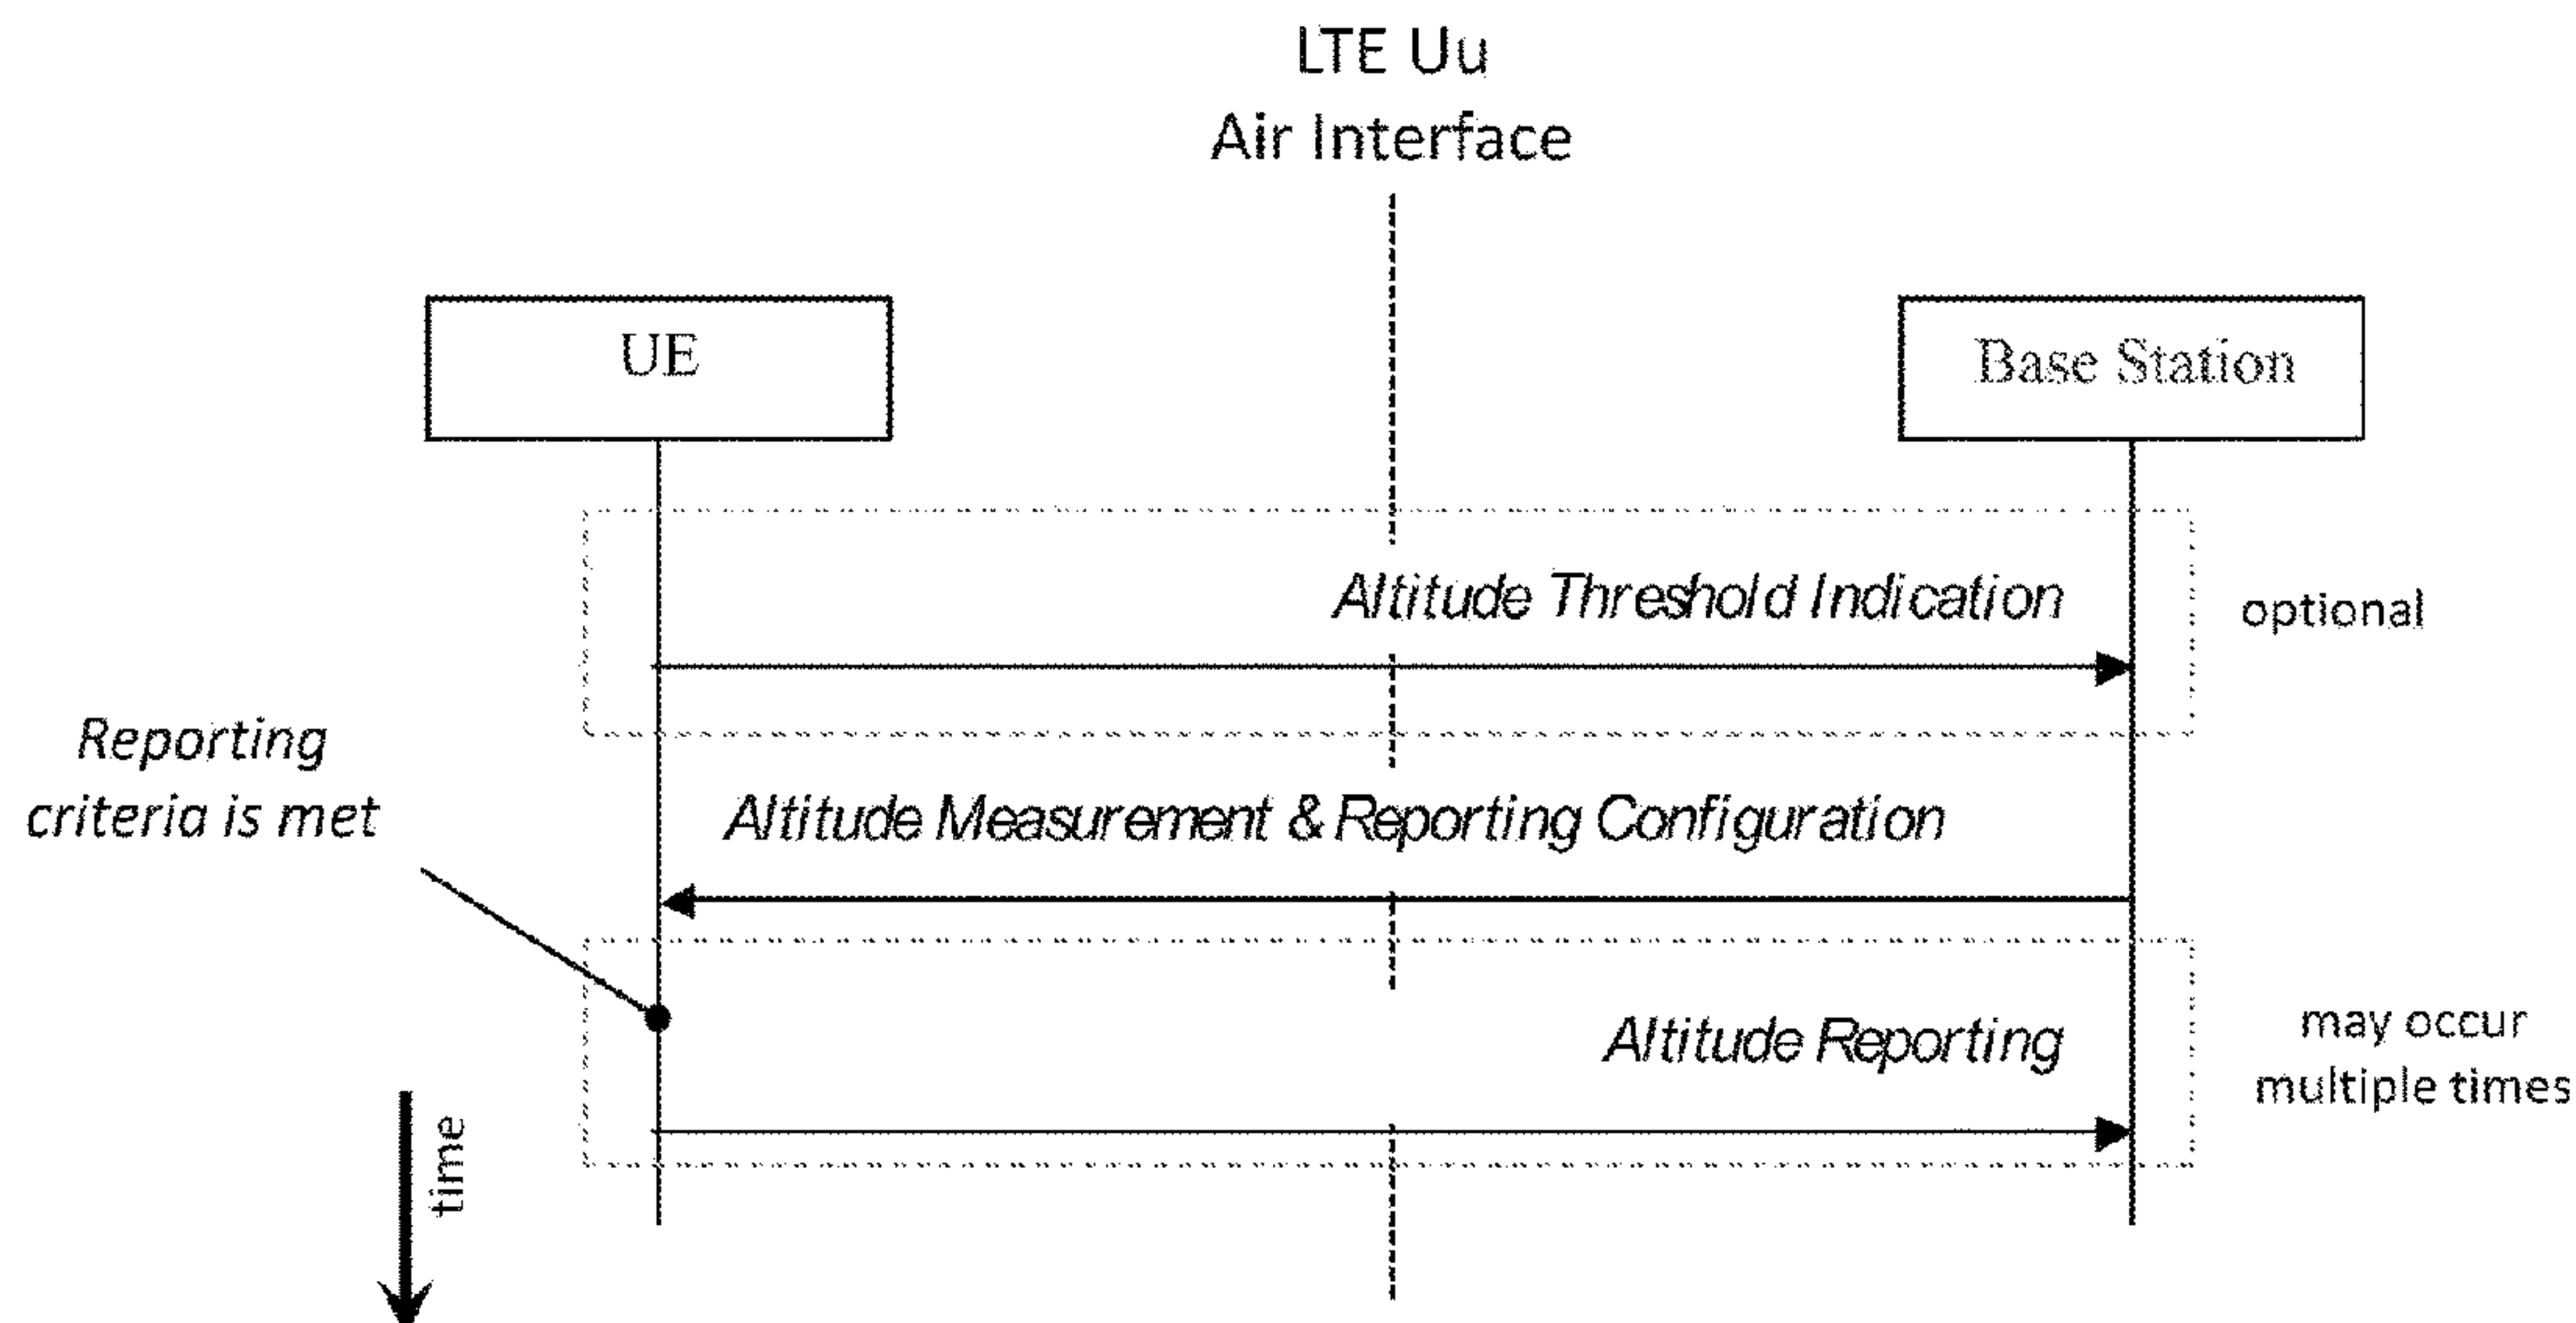 LTE Uu
Air Interface
UE
Base Station
Altitude Threshold Indication
optional
Reporting
criteria is met
Altitude Measurement & Reporting Configuration
Altitude Reporting
may occur
multiple times
time